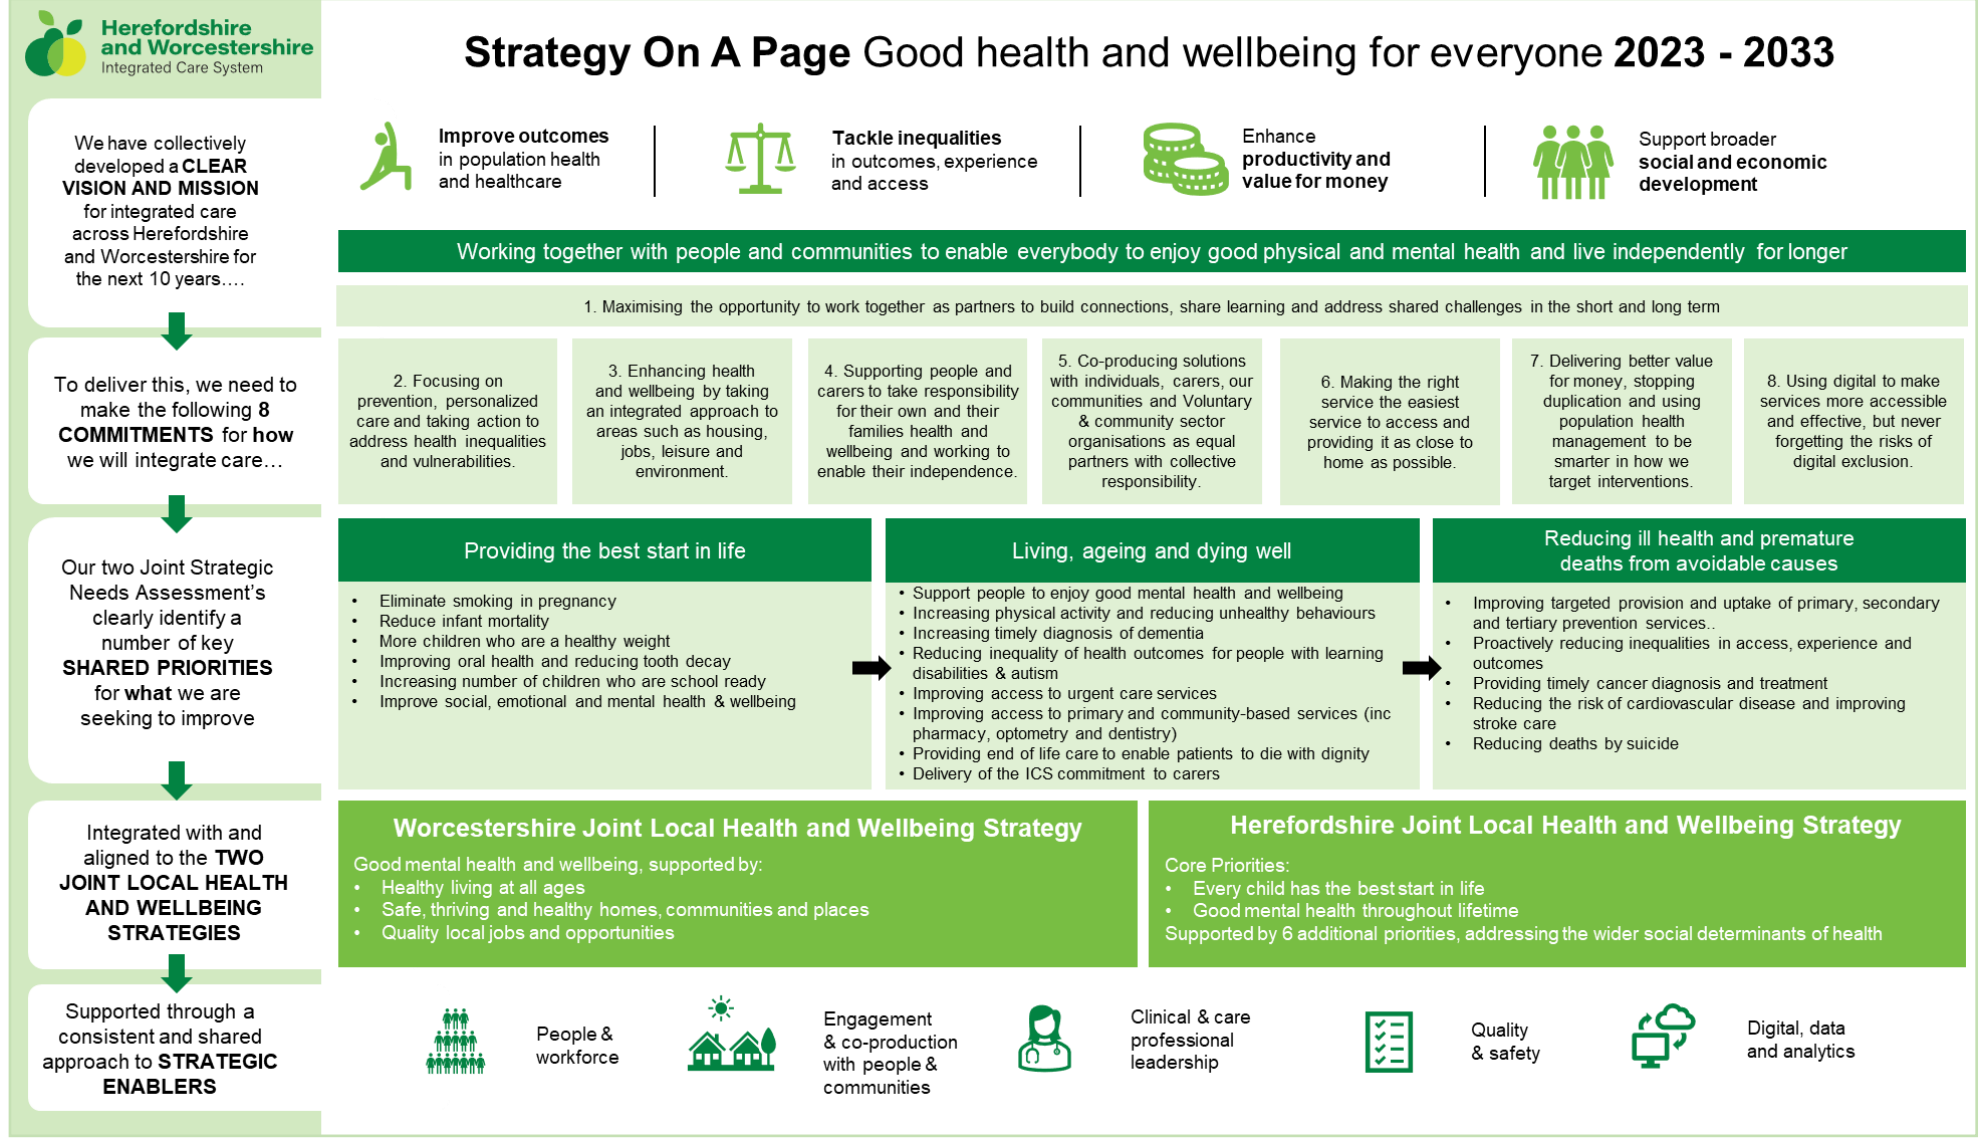 Herefordshire
and Worcestershire
Integrated Care System
Strategy On A Page Good health and wellbeing for everyone 2023 - 2033
We have collectively
developed a CLEAR
VISION AND MISSION
for integrated care
across Herefordshire
and Worcestershire for
the next 10 years....
Improve outcomes
in population health
and healthcare
Tackle inequalities
in outcomes, experience
and access
Enhance
productivity and
value for money
Support broader
social and economic
development
Working together with people and communities to enable everybody to enjoy good physical and mental health and live independently for longer
1. Maximising the opportunity to work together as partners to build connections, share learning and address shared challenges in the short and long term
To deliver this, we need to
make the following 8
COMMITMENTS for how
we will integrate care…
2. Focusing on
prevention, personalized
care and taking action to
address health inequalities
and vulnerabilities.
3. Enhancing health
and wellbeing by taking
an integrated approach to
areas such as housing,
jobs, leisure and
environment.
4. Supporting people and
carers to take responsibility
for their own and their
families health and
wellbeing and working to
enable their independence.
5. Co-producing solutions
with individuals, carers, our
communities and Voluntary
& community sector
organisations as equal
partners with collective
responsibility.
6. Making the right
service the easiest
service to access and
providing it as close to
home as possible.
7. Delivering better value
for money, stopping
duplication and using
population health
management to be
smarter in how we
target interventions.
8. Using digital to make
services more accessible
and effective, but never
forgetting the risks of
digital exclusion.
Our two Joint Strategic
Needs Assessment's
clearly identify a
number of key
SHARED PRIORITIES
for what we are
seeking to improve
Providing the best start in life
• Eliminate smoking in pregnancy
• Reduce infant mortality
• More children who are a healthy weight
• Improving oral health and reducing tooth decay
• Increasing number of children who are school ready
• Improve social, emotional and mental health & wellbeing
Living, ageing and dying well
• Support people to enjoy good mental health and wellbeing
• Increasing physical activity and reducing unhealthy behaviours
• Increasing timely diagnosis of dementia
• Reducing inequality of health outcomes for people with learning
disabilities & autism
• Improving access to urgent care services
• Improving access to primary and community-based services (inc
pharmacy, optometry and dentistry)
• Providing end of life care to enable patients to die with dignity
• Delivery of the ICS commitment to carers
Reducing ill health and premature
deaths from avoidable causes
• Improving targeted provision and uptake of primary, secondary
and tertiary prevention services..
• Proactively reducing inequalities in access, experience and
outcomes
• Providing timely cancer diagnosis and treatment
• Reducing the risk of cardiovascular disease and improving
stroke care
• Reducing deaths by suicide
Integrated with and
aligned to the TWO
JOINT LOCAL HEALTH
AND WELLBEING
STRATEGIES
Worcestershire Joint Local Health and Wellbeing Strategy
Good mental health and wellbeing, supported by:
• Healthy living at all ages
• Safe, thriving and healthy homes, communities and places
• Quality local jobs and opportunities
Herefordshire Joint Local Health and Wellbeing Strategy
Core Priorities:
• Every child has the best start in life
• Good mental health throughout lifetime
Supported by 6 additional priorities, addressing the wider social determinants of health
Supported through a
consistent and shared
approach to STRATEGIC
ENABLERS
People &
workforce
Engagement
& co-production
with people &
communities
Clinical & care
professional
leadership
Quality
& safety
Digital, data
and analytics